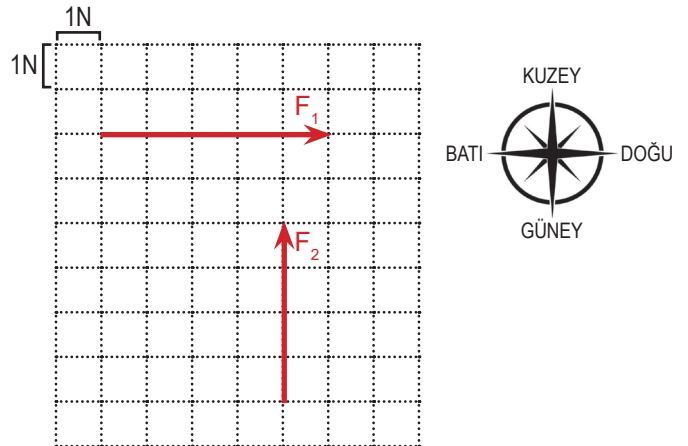 1N
1N
F₁
F₂
KUZEY
BATI
DOĞU
GÜNEY